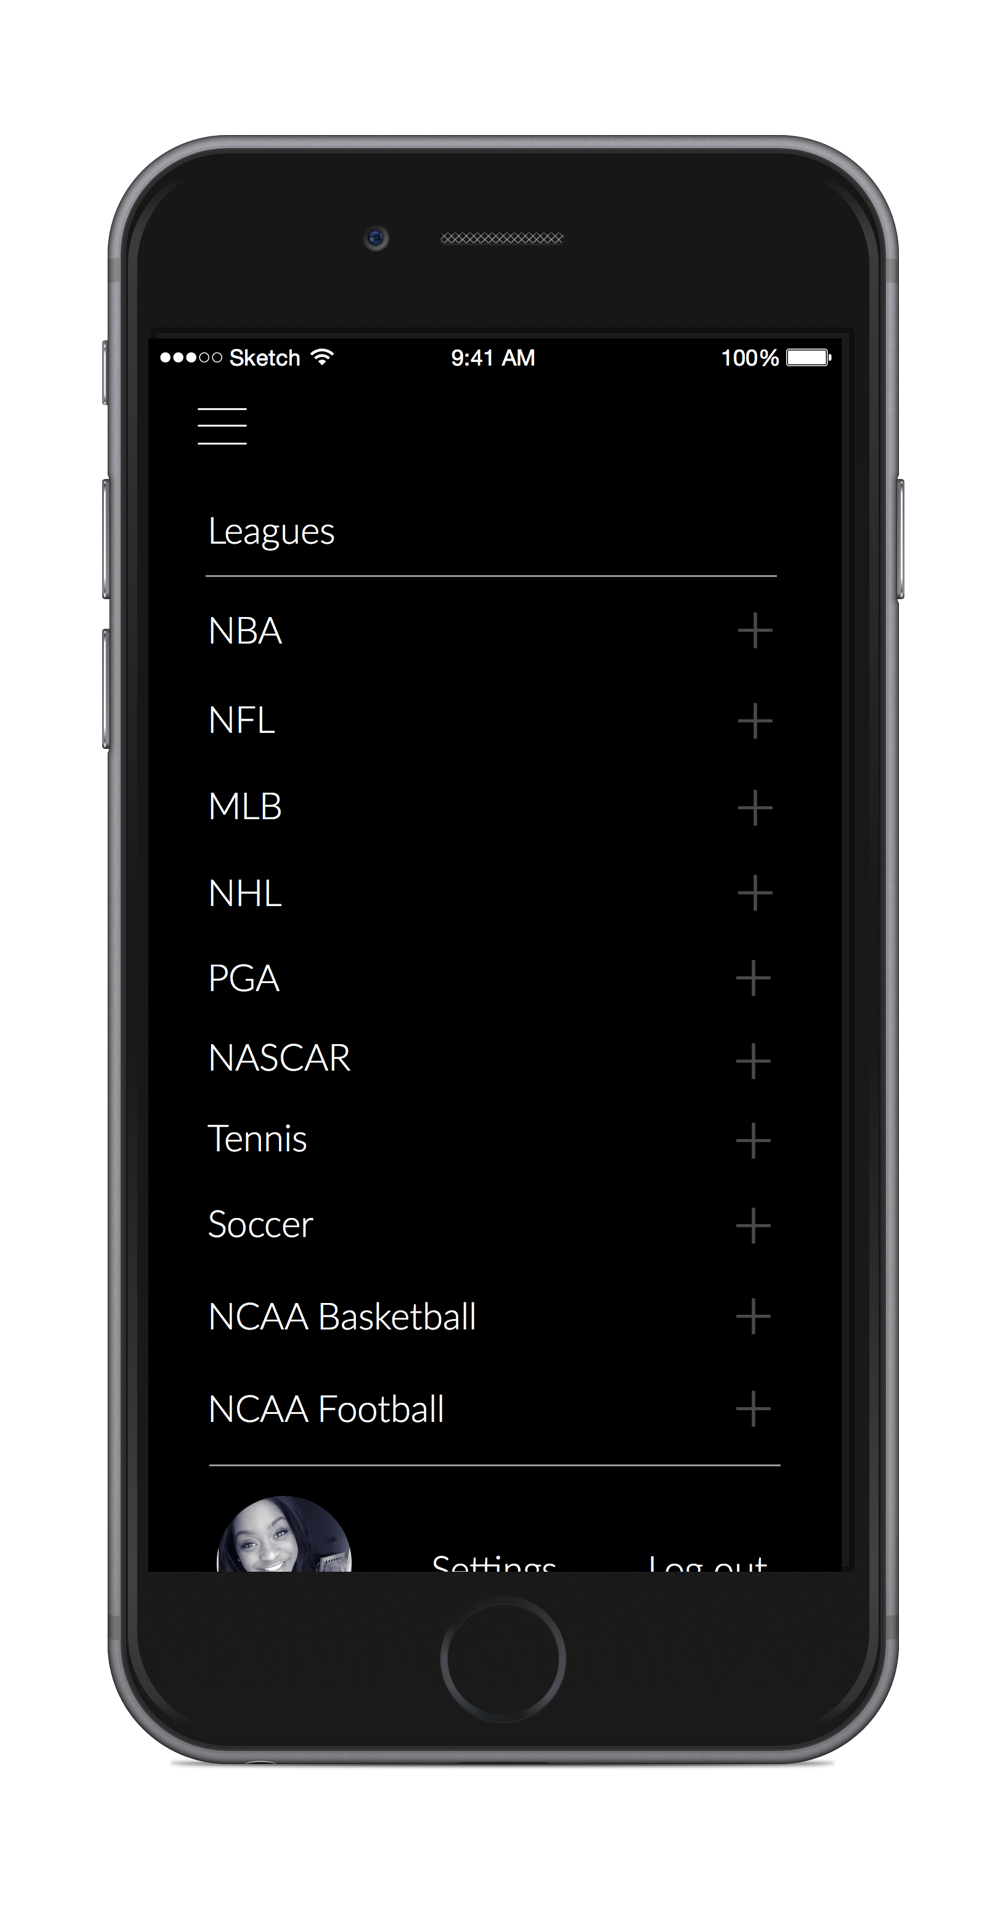 Sketch 9:41 AM 100%
Leagues
NBA
NFL
MLB
NHL
PGA
NASCAR
Tennis
Soccer
NCAA Basketball
NCAA Football
Settings Log out